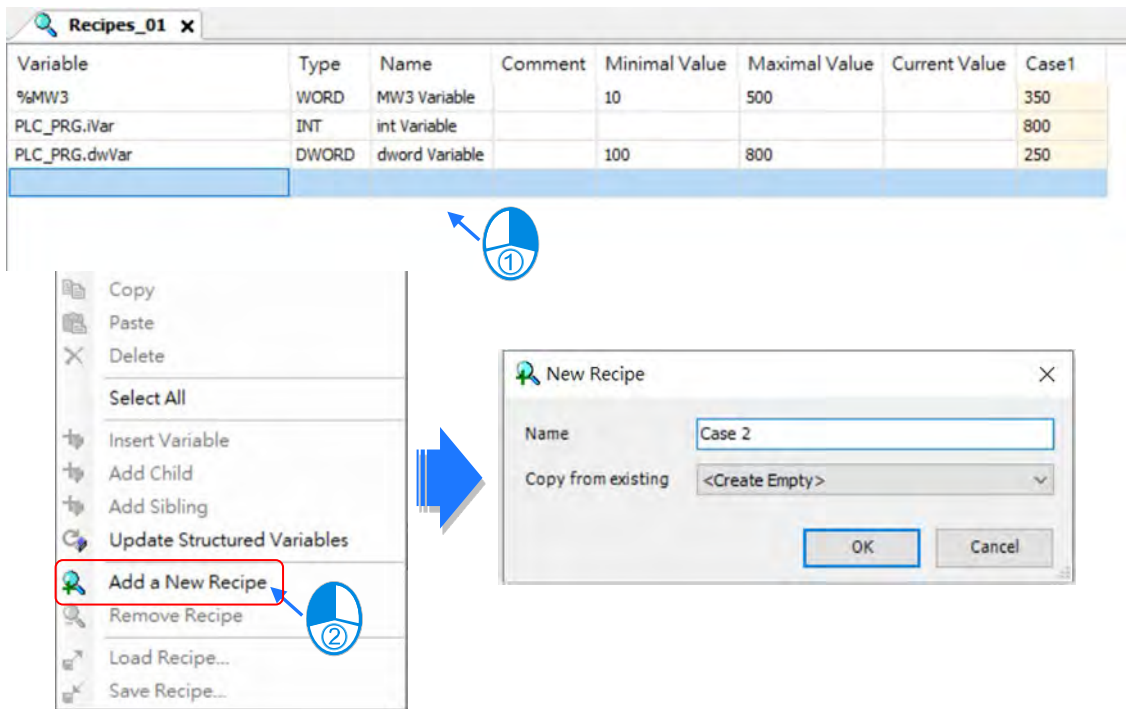 Recipes_01 x
Variable Type Name Comment Minimal Value Maximal Value Current Value Case1
%MW3 WORD MW3 Variable 10 500 350
PLC_PRG.iVar INT int Variable 800
PLC_PRG.dwVar DWORD dword Variable 100 800 250
①
Copy
Paste
Delete
Select All
Insert Variable
Add Child
Add Sibling
Update Structured Variables
Add a New Recipe
Remove Recipe
②
Load Recipe...
Save Recipe...
New Recipe
Name Case 2
Copy from existing <Create Empty>
OK Cancel